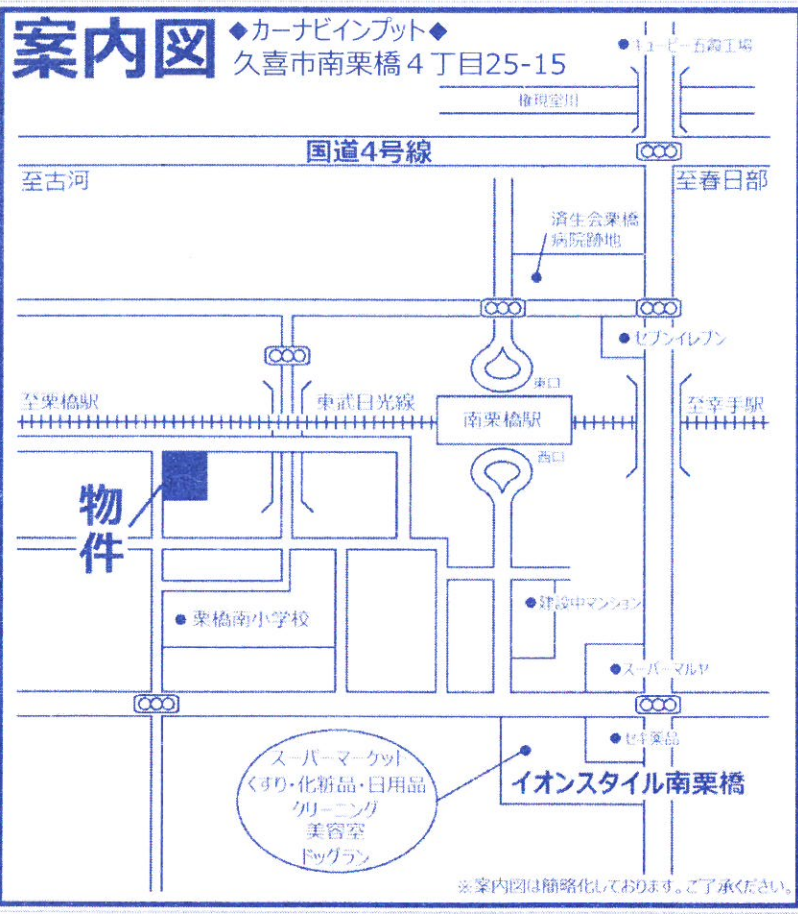 案内図
◆カーナビインプット◆
久喜市南栗橋4丁目25-15
キューピー五霞工場
権現堂川
国道4号線
至古河
至春日部
済生会栗橋
病院跡地
セブンイレブン
東口
至栗橋駅
東武日光線
南栗橋駅
至幸手駅
西口
物件
建設中マンション
栗橋南小学校
スーパーマルヤ
セキ薬品
イオンスタイル南栗橋
スーパーマーケット
くすり・化粧品・日用品
クリーニング
美容室
ドッグラン
※案内図は簡略化しております。ご了承ください。